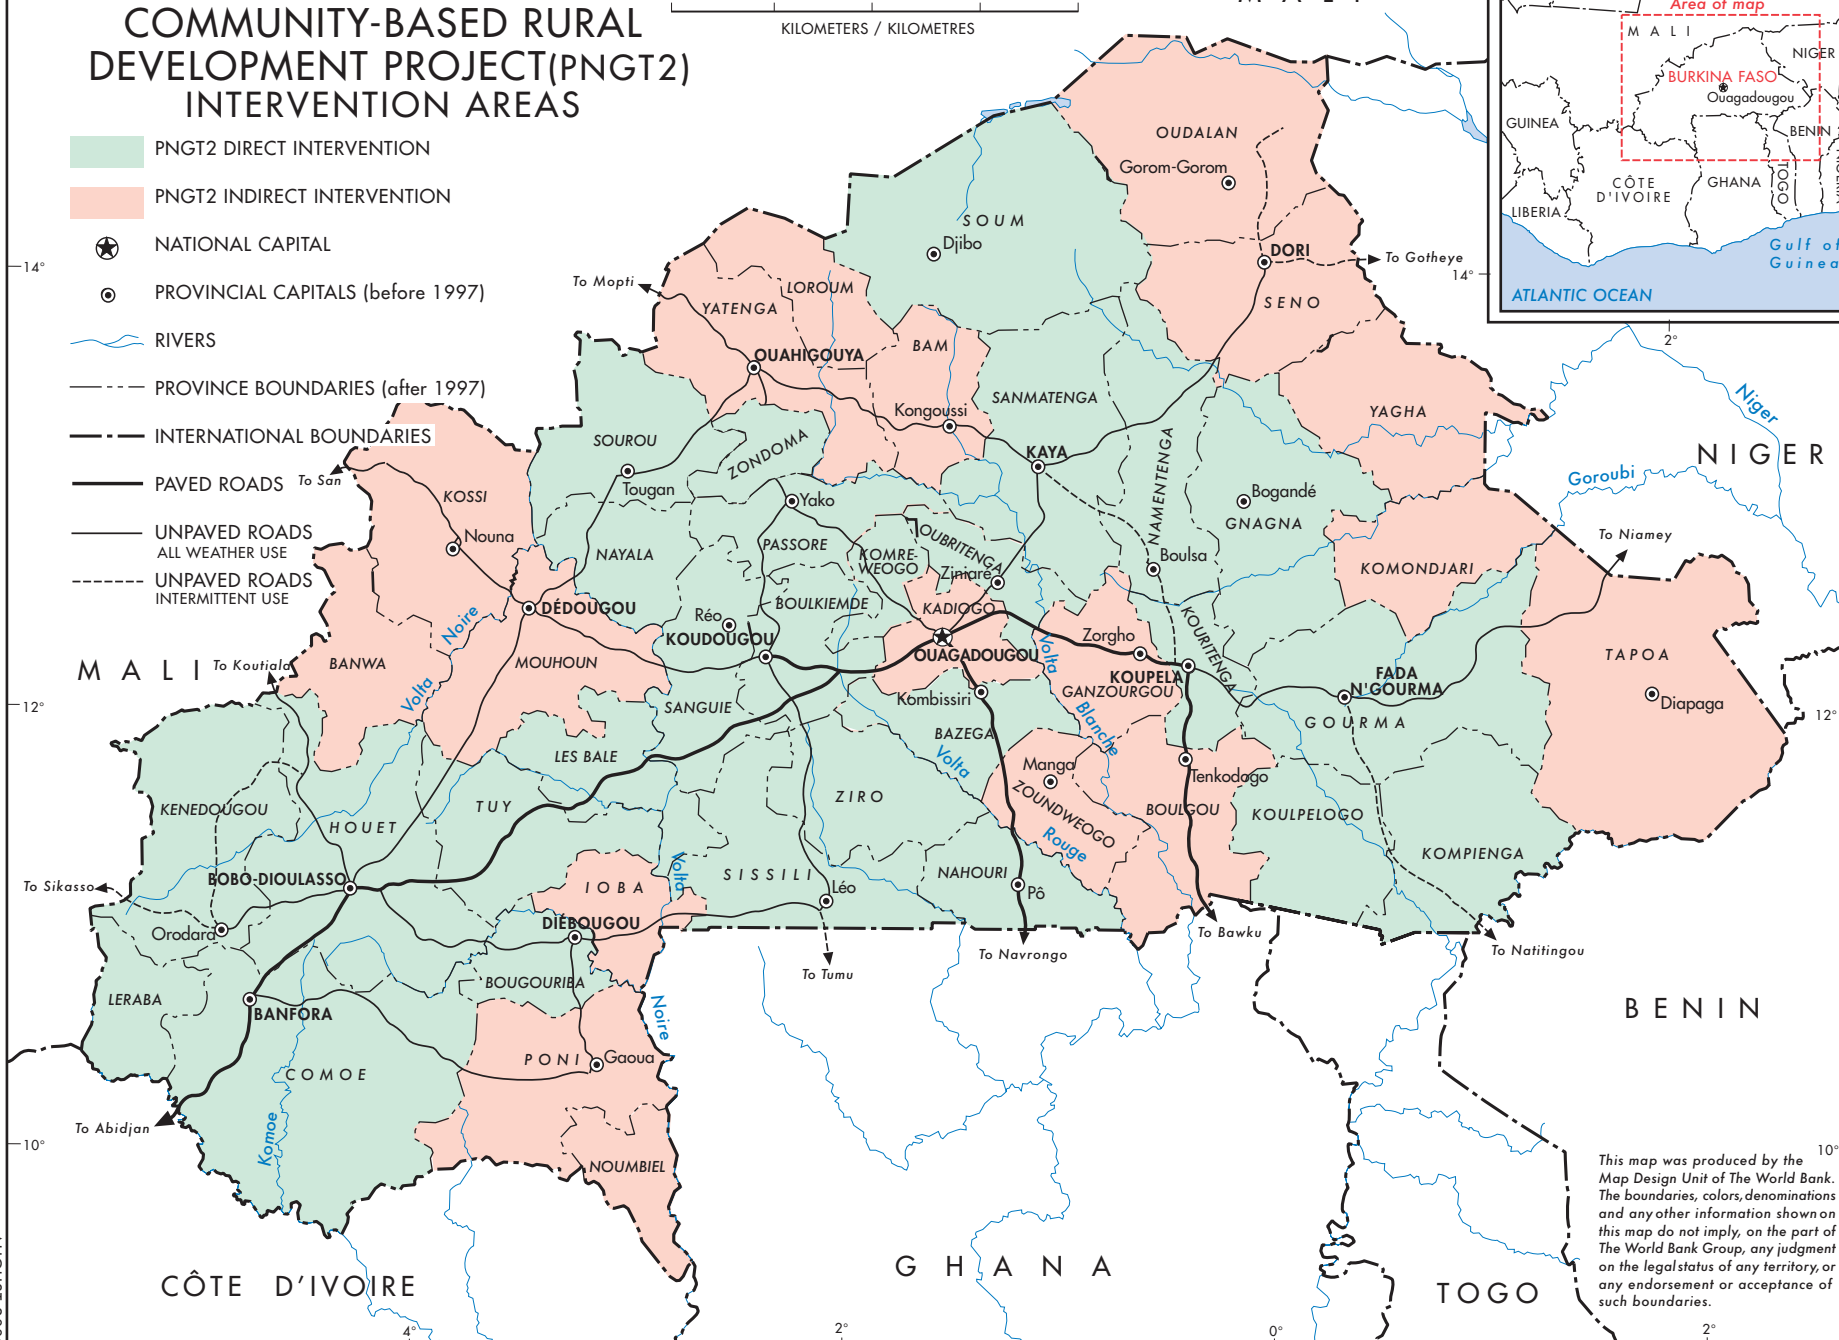 COMMUNITY-BASED RURAL
DEVELOPMENT PROJECT(PNGT2)
INTERVENTION AREAS
PNGT2 DIRECT INTERVENTION
PNGT2 INDIRECT INTERVENTION
NATIONAL CAPITAL
PROVINCIAL CAPITALS (before 1997)
RIVERS
PROVINCE BOUNDARIES (after 1997)
INTERNATIONAL BOUNDARIES
PAVED ROADS
UNPAVED ROADS
ALL WEATHER USE
UNPAVED ROADS
INTERMITTENT USE
KILOMETERS / KILOMETRES
Area of map
MALI
NIGER
BURKINA FASO
Ouagadougou
GUINEA
BENIN
CÔTE
D'IVOIRE
GHANA
TOGO
LIBERIA
Gulf of
Guinea
ATLANTIC OCEAN
14°
14°
12°
12°
10°
10°
4°
2°
0°
2°
2°
OUDALAN
Gorom-Gorom
SOUM
Djibo
DORI
To Gotheye
SENO
To Mopti
LOROUM
YATENGA
OUAHIGOUYA
BAM
Kongoussi
SANMATENGA
YAGHA
Niger
NIGER
Goroubi
To Niamey
SOUROU
ZONDOMA
Tougan
KAYA
NAMENTENGA
Bogandé
GNAGNA
To San
KOSSI
Nouna
Yako
PASSORE
NAYALA
KOMRE-
WEOGO
OUBRITENGA
Ziniare
Boulsa
KOMONDJARI
DÉDOUGOU
Réo
BOULKIEMDE
KADIOGO
KOUDOUGOU
OUAGADOUGOU
Zorgho
KOURITENGA
KOUPELA
GANZOURGOU
FADA
N'GOURMA
GOURMA
TAPOA
Diapaga
MALI
To Koutiala
BANWA
Noire
Volta
MOUHOUN
SANGUIE
Kombissiri
Volta
Blanche
BAZEGA
Volta
LES BALE
Manga
ZOUNDWEOGO
Tenkodogo
BOULGOU
KOULPELOGO
KENEDOUGOU
HOUET
TUY
ZIRO
Rouge
KOMPIENGA
To Sikasso
BOBO-DIOULASSO
IOBA
Volta
SISSILI
Léo
NAHOURI
Pô
Orodara
DIÉBOUGOU
To Bawku
To Natitingou
To Tumu
To Navrongo
LERABA
BANFORA
BOUGOURIBA
Noire
BENIN
PONI
Gaoua
COMOE
To Abidjan
Komoe
NOUMBIEL
CÔTE D'IVOIRE
GHANA
TOGO
This map was produced by the
Map Design Unit of The World Bank.
The boundaries, colors, denominations
and any other information shown on
this map do not imply, on the part of
The World Bank Group, any judgment
on the legal status of any territory, or
any endorsement or acceptance of
such boundaries.